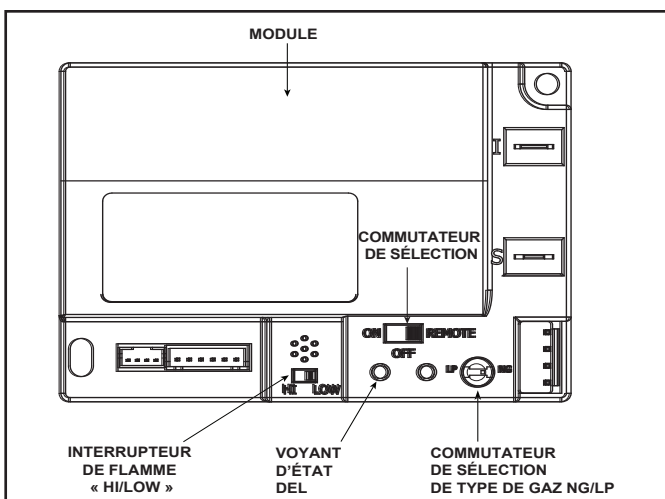 MODULE
I
COMMUTATEUR
DE SÉLECTION
S
ON REMOTE
OFF
LP NG
HI LOW
INTERRUPTEUR
DE FLAMME
« HI/LOW »
VOYANT
D'ÉTAT
DEL
COMMUTATEUR
DE SÉLECTION
DE TYPE DE GAZ NG/LP